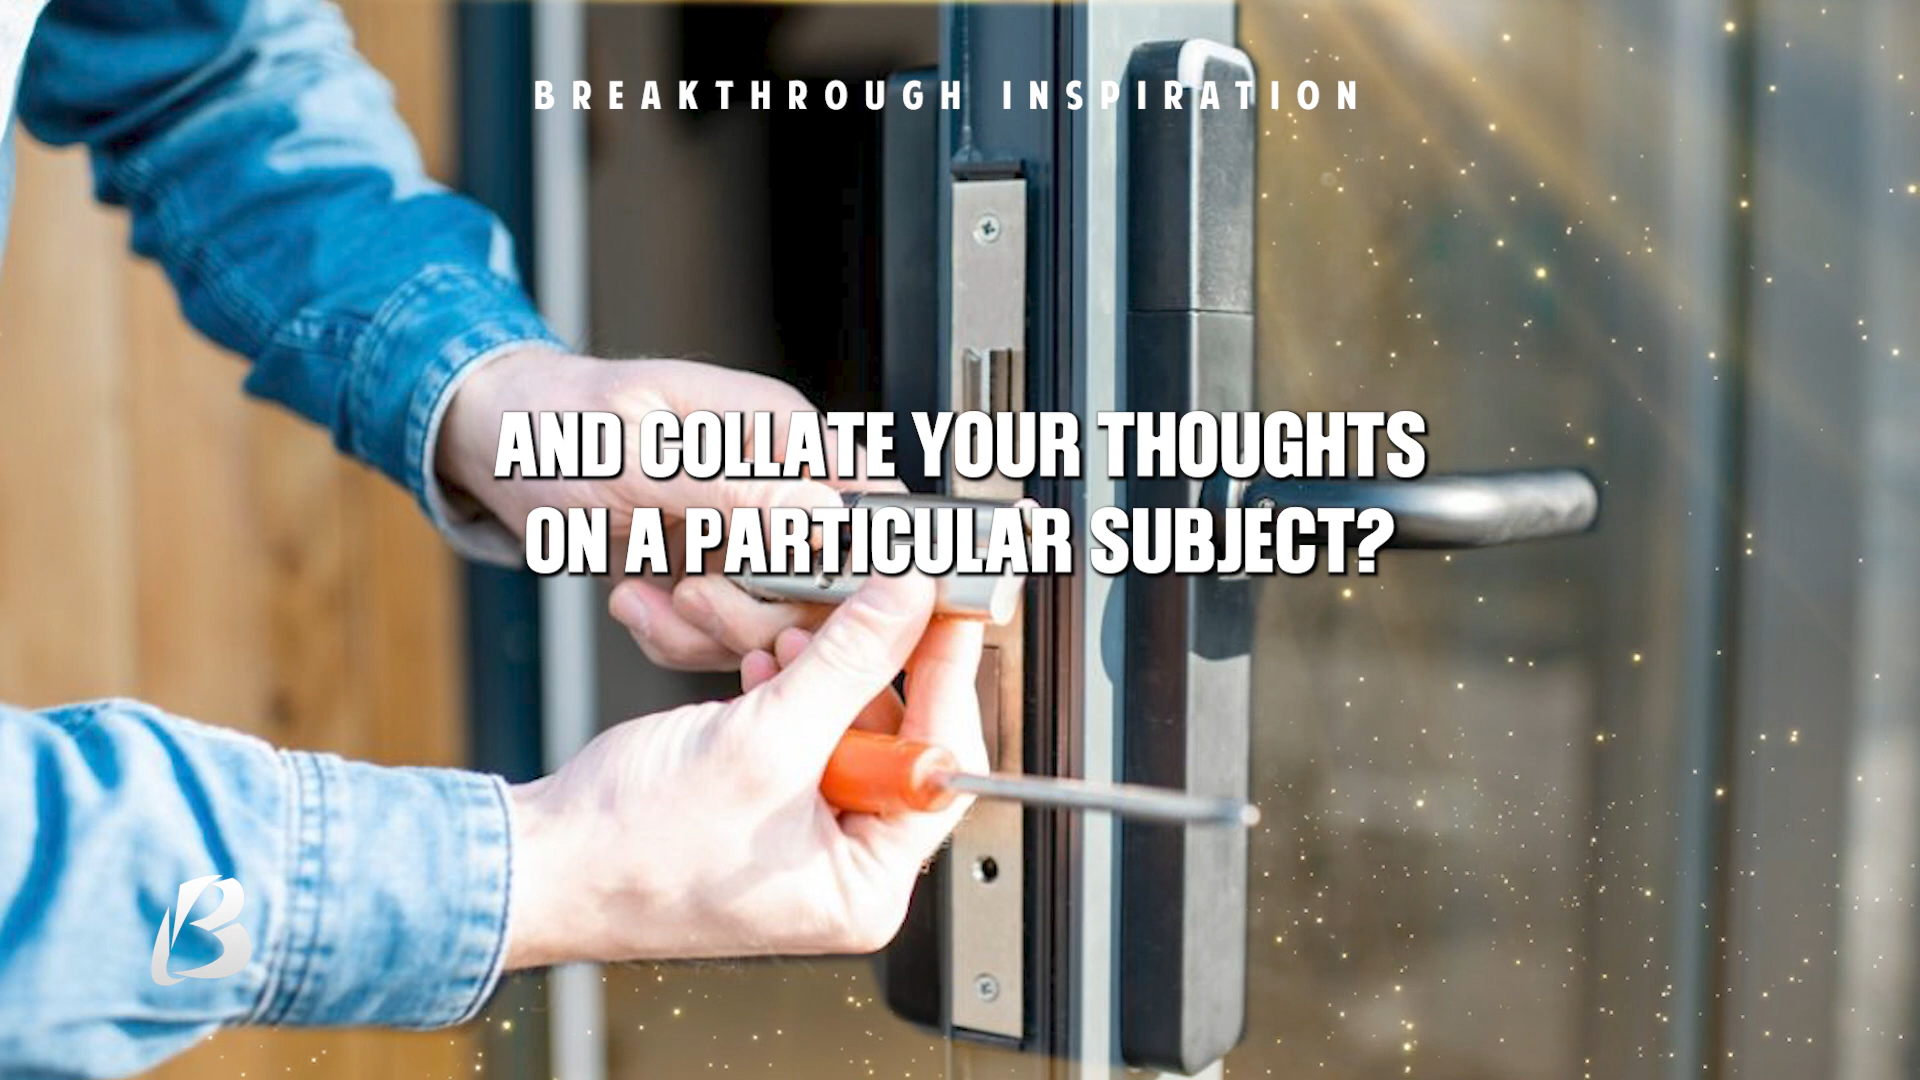 BREAKTHROUGH INSPIRATION
AND COLLATE YOUR THOUGHTS
ON A PARTICULAR SUBJECT?
B